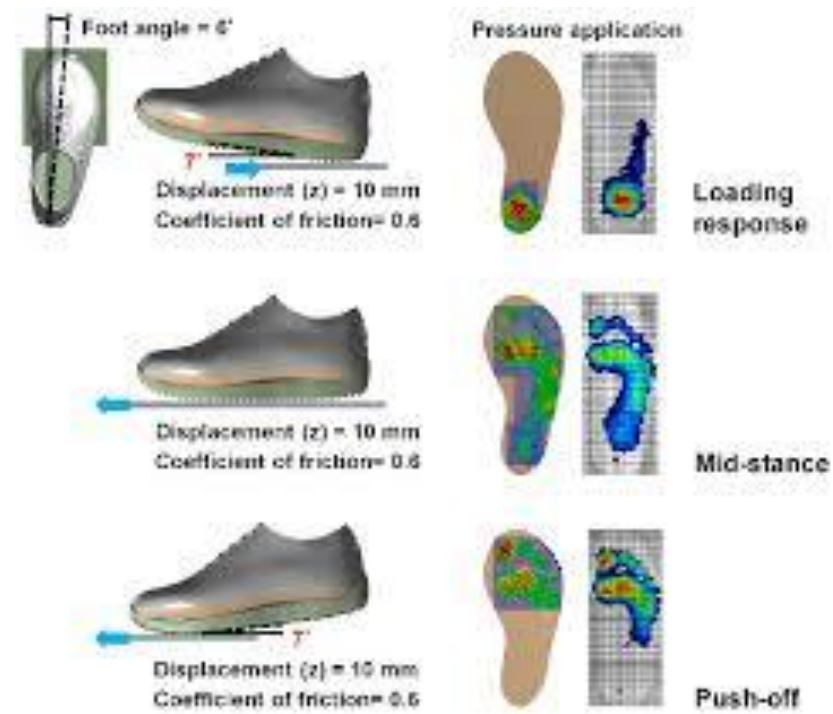 Foot angle = 6°
Pressure application
7°
Displacement (z) = 10 mm
Coefficient of friction= 0.6
Loading
response
Displacement (z) = 10 mm
Coefficient of friction= 0.6
Mid-stance
7°
Displacement (z) = 10 mm
Coefficient of friction= 0.6
Push-off